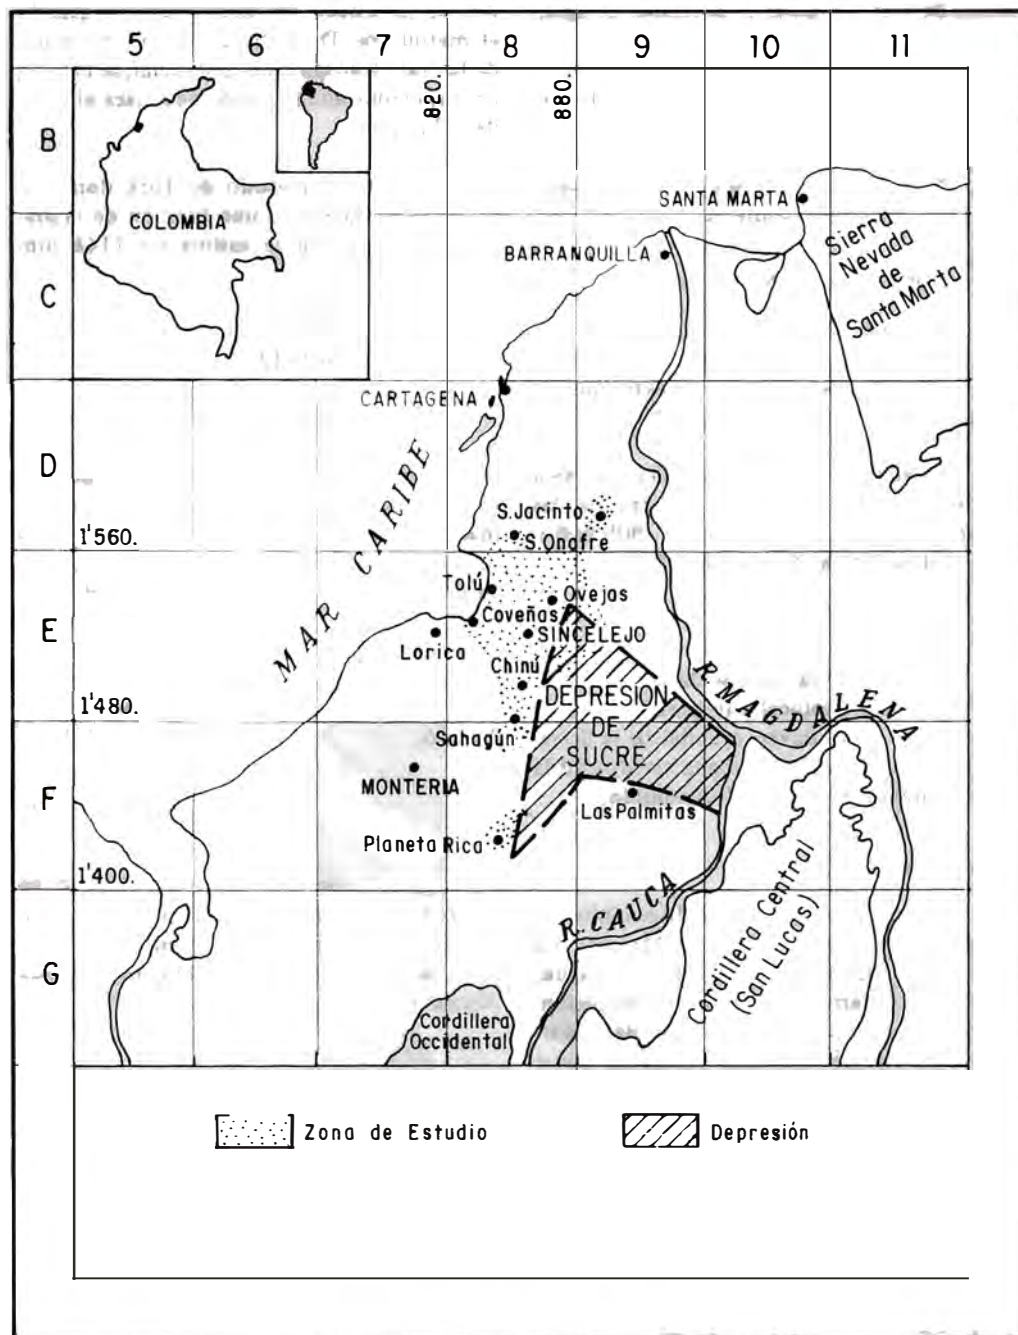 5 6 7 8 9 10 11
820.
880.
B
C
D
E
F
G
COLOMBIA
SANTA MARTA
BARRANQUILLA
Sierra
Nevada
de
Santa Marta
CARTAGENA
MAR CARIBE
S. Jacinto.
S. Onofre
1'560.
Tolú
Ovejas
Coveñas
SINCELEJO
Lorica
Chinú
R. MAGDALENA
1'480.
DEPRESION
DE
SUCRE
Sahagún
MONTERIA
Las Palmitas
Planeta Rica
1'400.
R. CAUCA
Cordillera Central
(San Lucas)
Cordillera
Occidental
Zona de Estudio
Depresión